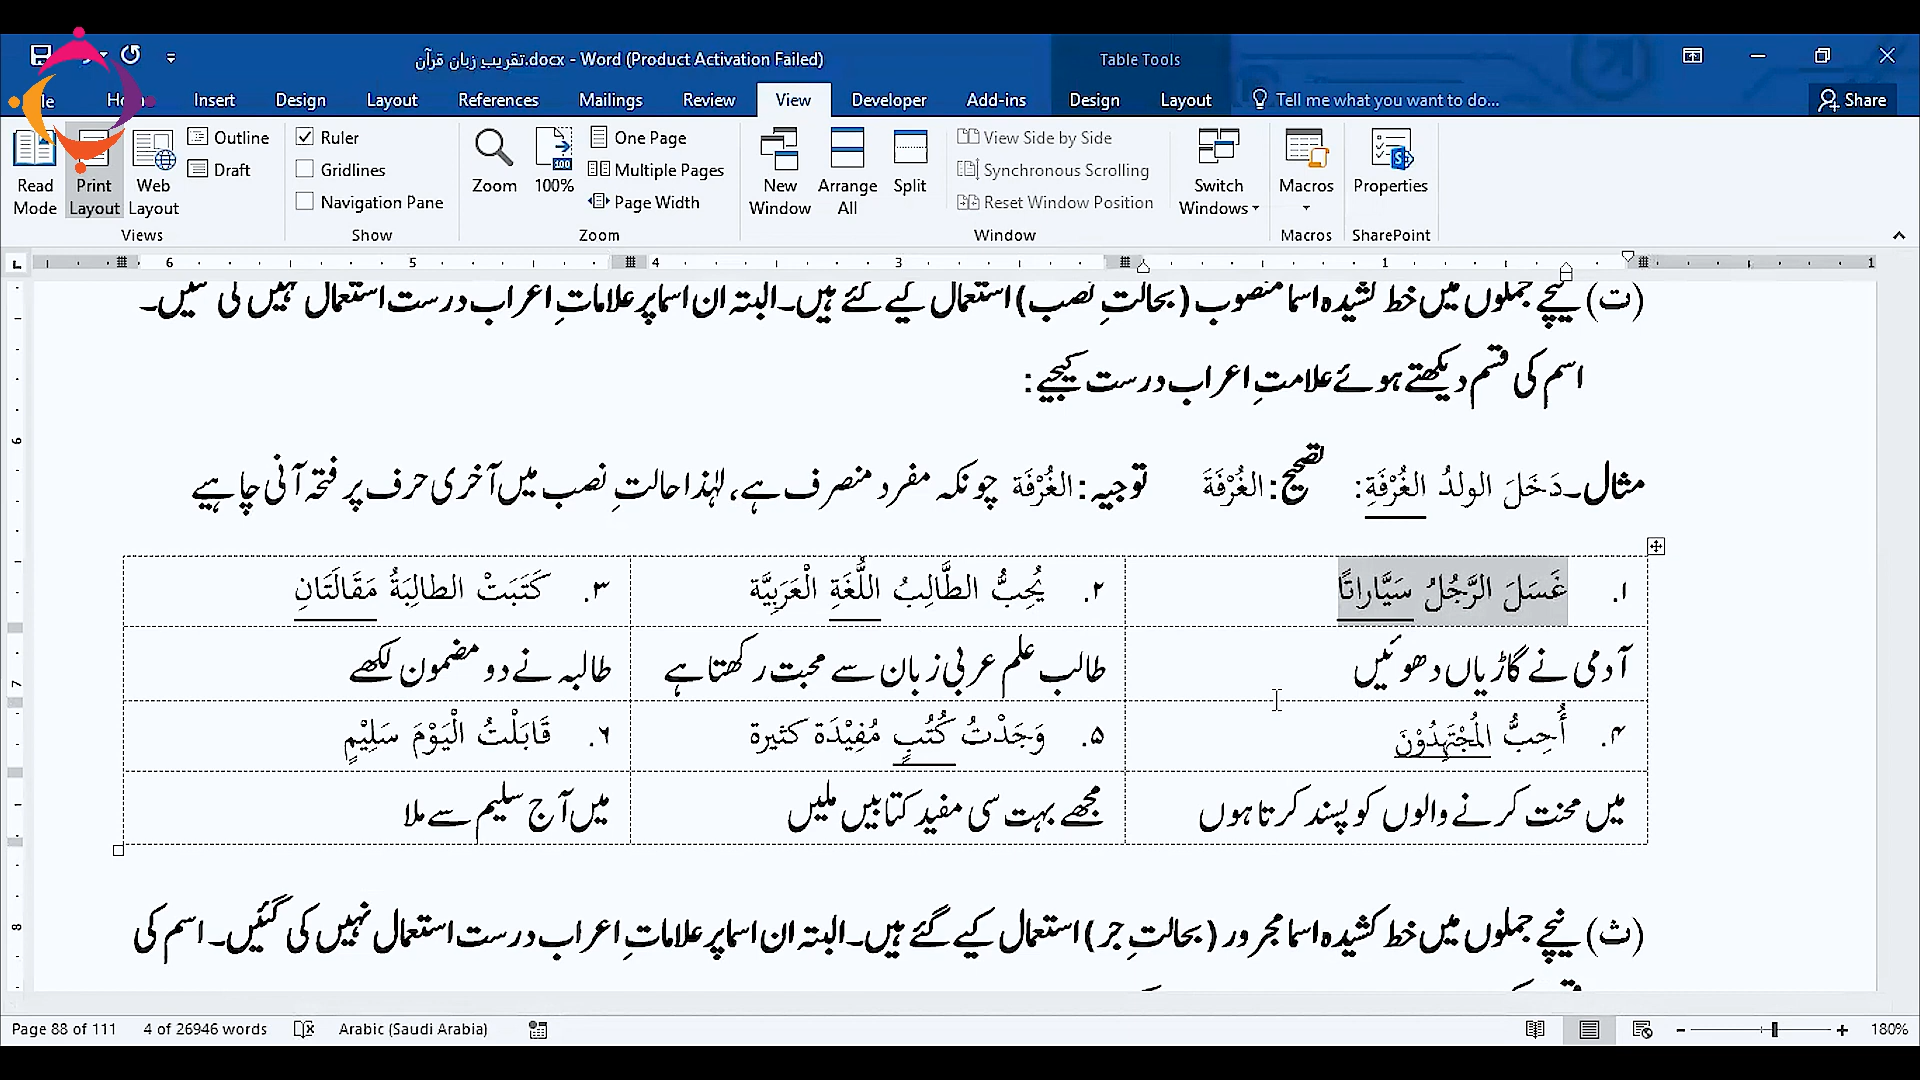 تقریبِ زبان قرآن.docx - Word (Product Activation Failed)
Table Tools
Insert Design Layout References Mailings Review View Developer Add-ins Design Layout Tell me what you want to do... Share
Read Mode
Print Layout
Web Layout
Outline
Draft
Views
Ruler
Gridlines
Navigation Pane
Show
Zoom
100%
One Page
Multiple Pages
Page Width
Zoom
New Window
Arrange All
Split
View Side by Side
Synchronous Scrolling
Reset Window Position
Window
Switch Windows
Macros
Macros
Properties
SharePoint
6 5 4 3 1 1
(ت) نیچے جملوں میں خط کشیدہ اسما منصوب (بحالتِ نصب) استعمال کیے گئے ہیں۔ البتہ ان اسما پر علاماتِ اعراب درست استعمال نہیں کی گئیں۔
اسم کی قسم دیکھتے ہوئے علامتِ اعراب درست کیجیے:
مثال۔ دَخَلَ الولدُ الغُرْفَةِ: تصحیح: الغُرْفَةَ توجیہ: الغُرْفَة چونکہ مفرد منصرف ہے، لہٰذا حالتِ نصب میں آخری حرف پر فتحہ آنی چاہیے
۱. غَسَلَ الرَّجُلُ سَيَّاراتًا
۲. يُحِبُّ الطَّالِبُ اللُّغَةِ الْعَرَبِيَّة
۳. كَتَبَتْ الطالِبَةُ مَقَالَتَانِ
آدمی نے گاڑیاں دھوئیں
طالب علم عربی زبان سے محبت رکھتا ہے
طالبہ نے دو مضمون لکھے
۴. أُحِبُّ الْمُجْتَهِدُوْنَ
۵. وَجَدْتُ كُتُبٍ مُفِيْدَة كثيرة
۶. قَابَلْتُ الْيَوْمَ سَلِيْمٍ
میں محنت کرنے والوں کو پسند کرتا ہوں
مجھے بہت سی مفید کتابیں ملیں
میں آج سلیم سے ملا
(ث) نیچے جملوں میں خط کشیدہ اسما مجرور (بحالتِ جر) استعمال کیے گئے ہیں۔ البتہ ان اسما پر علاماتِ اعراب درست استعمال نہیں کی گئیں۔ اسم کی
Page 88 of 111 4 of 26946 words Arabic (Saudi Arabia) 180%